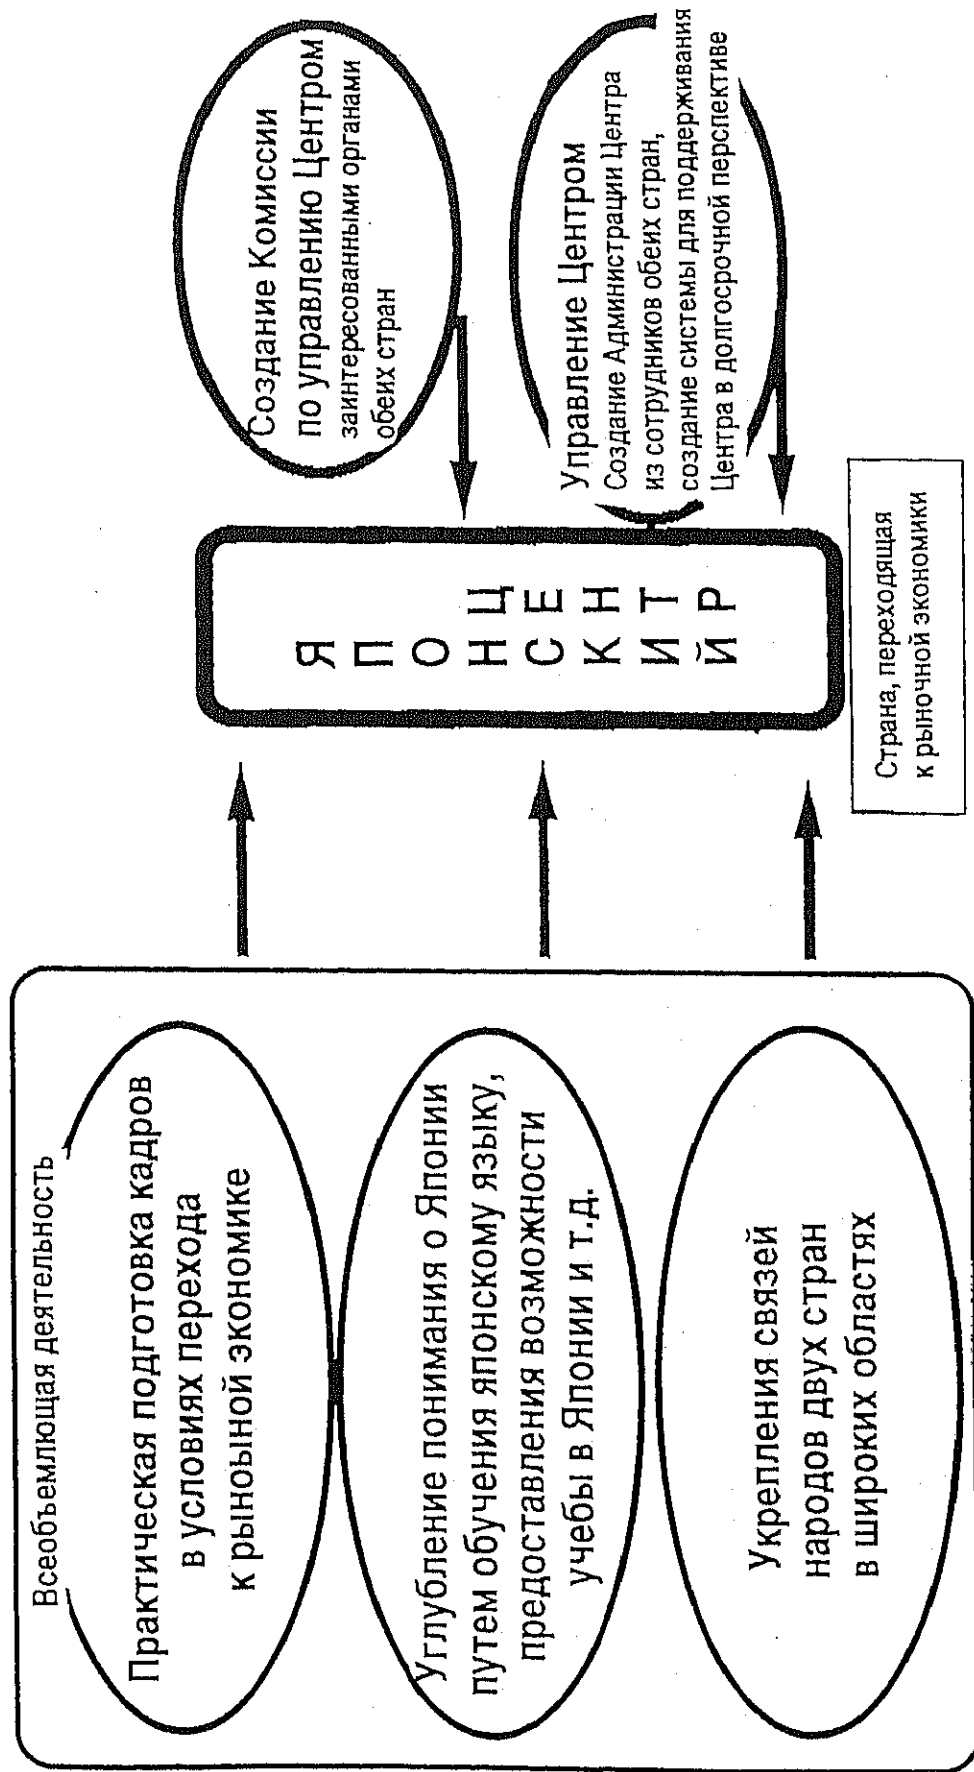 Всеобъемлющая деятельность
Практическая подготовка кадров
в условиях перехода
к рыноыной экономике
Углубление понимания о Японии
путем обучения японскому языку,
предоставления возможности
учебы в Японии и т.д.
Укрепления связей
народов двух стран
в широких областях
ЯПОНСКИЙ
ЦЕНТР
Страна, переходящая
к рыночной экономики
Создание Комиссии
по управлению Центром
заинтересованными органами
обеих стран
Управление Центром
Создание Администрации Центра
из сотрудников обеих стран,
создание системы для поддерживания
Центра в долгосрочной перспективе